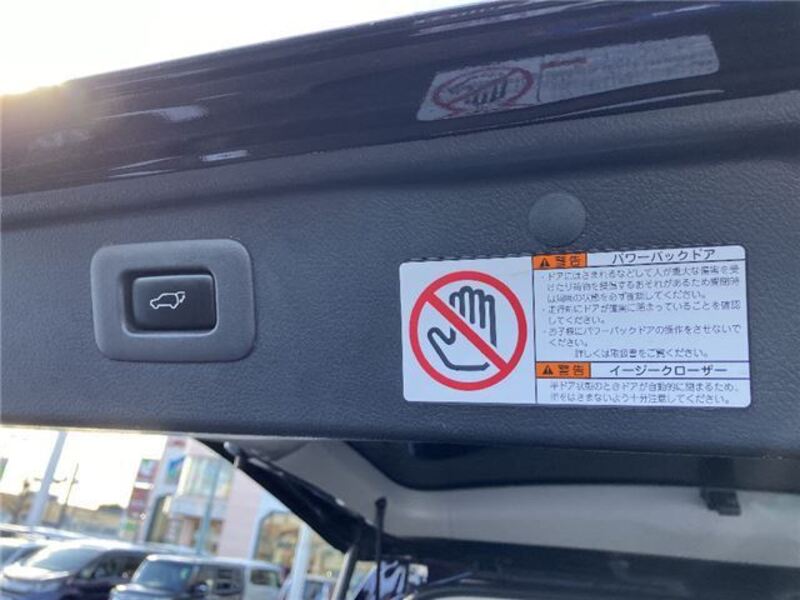 警告 パワーバックドア
・ドアにはさまれるなどして人が重大な傷害を受
けたり荷物を損傷するおそれがあるため開閉時
は周囲の状態を必ず確認してください。
・走行前にドアが確実に閉まっていることを確認
してください。
・お子様にパワーバックドアの操作をさせないで
ください。
詳しくは取扱書をご覧ください。
警告 イージークローザー
半ドア状態のときドアが自動的に閉まるため、
指をはさまないよう十分注意してください。